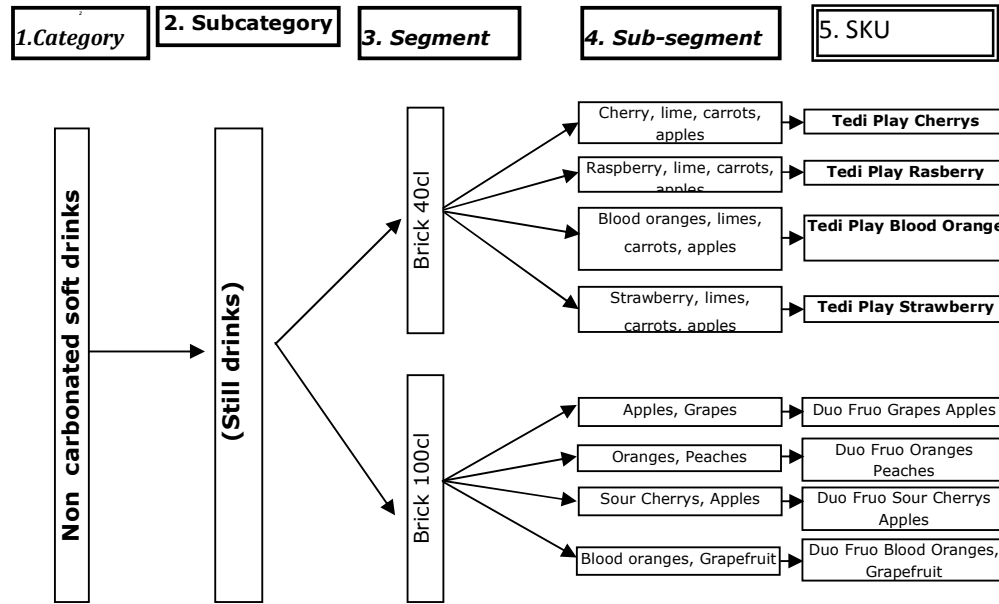 2
1.Category
2. Subcategory
3. Segment
4. Sub-segment
5. SKU
Non carbonated soft drinks
(Still drinks)
Brick 40cl
Cherry, lime, carrots,
apples
Tedi Play Cherrys
Raspberry, lime, carrots,
apples
Tedi Play Rasberry
Blood oranges, limes,
carrots, apples
Tedi Play Blood Orange
Strawberry, limes,
carrots, apples
Tedi Play Strawberry
Brick 100cl
Apples, Grapes
Duo Fruo Grapes Apples
Oranges, Peaches
Duo Fruo Oranges
Peaches
Sour Cherrys, Apples
Duo Fruo Sour Cherrys
Apples
Blood oranges, Grapefruit
Duo Fruo Blood Oranges,
Grapefruit